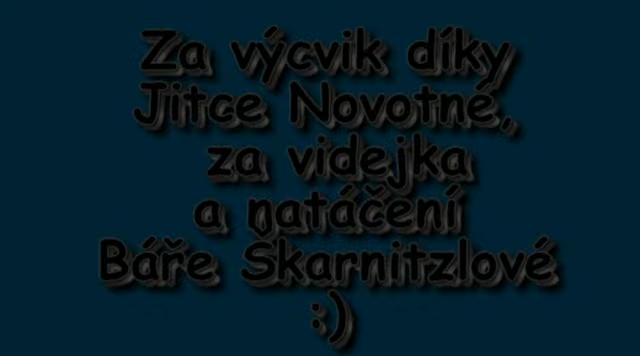 Za výcvik díky
Jitce Novotné,
za videjka
a natáčení
Báře Škarnitzlové
:)